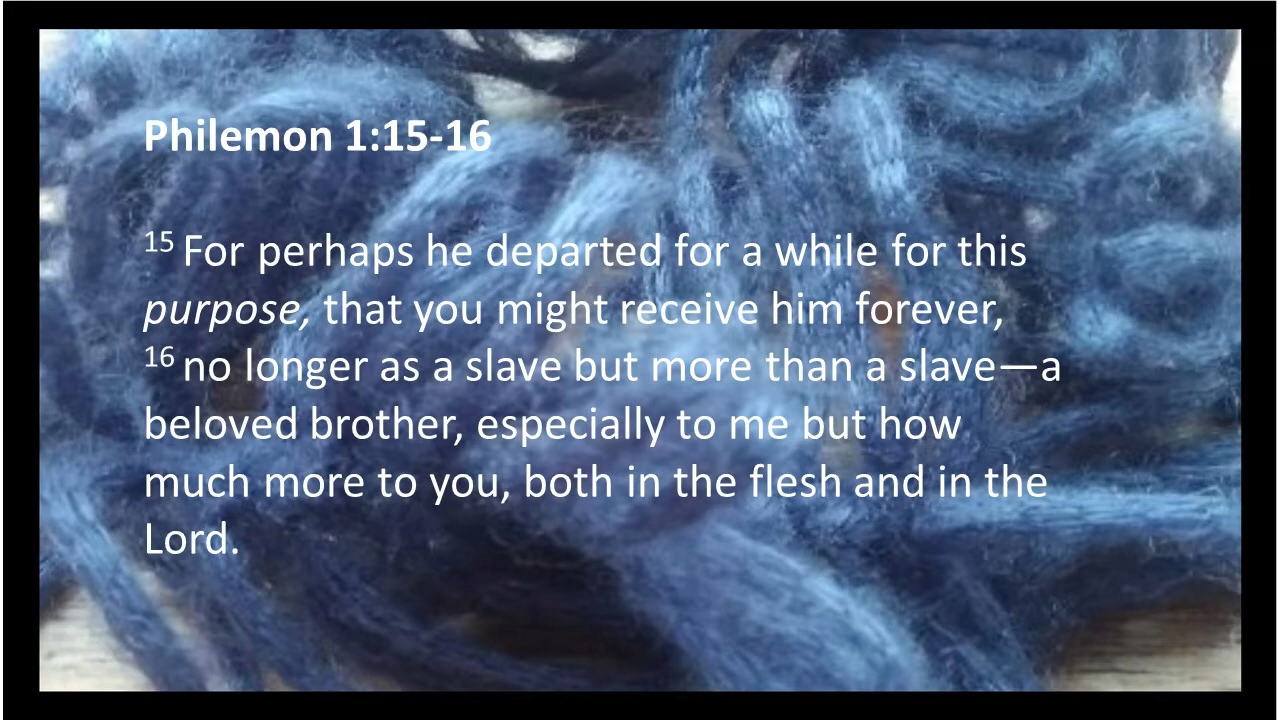 Philemon 1:15-16
15 For perhaps he departed for a while for this
purpose, that you might receive him forever,
16 no longer as a slave but more than a slave—a
beloved brother, especially to me but how
much more to you, both in the flesh and in the
Lord.